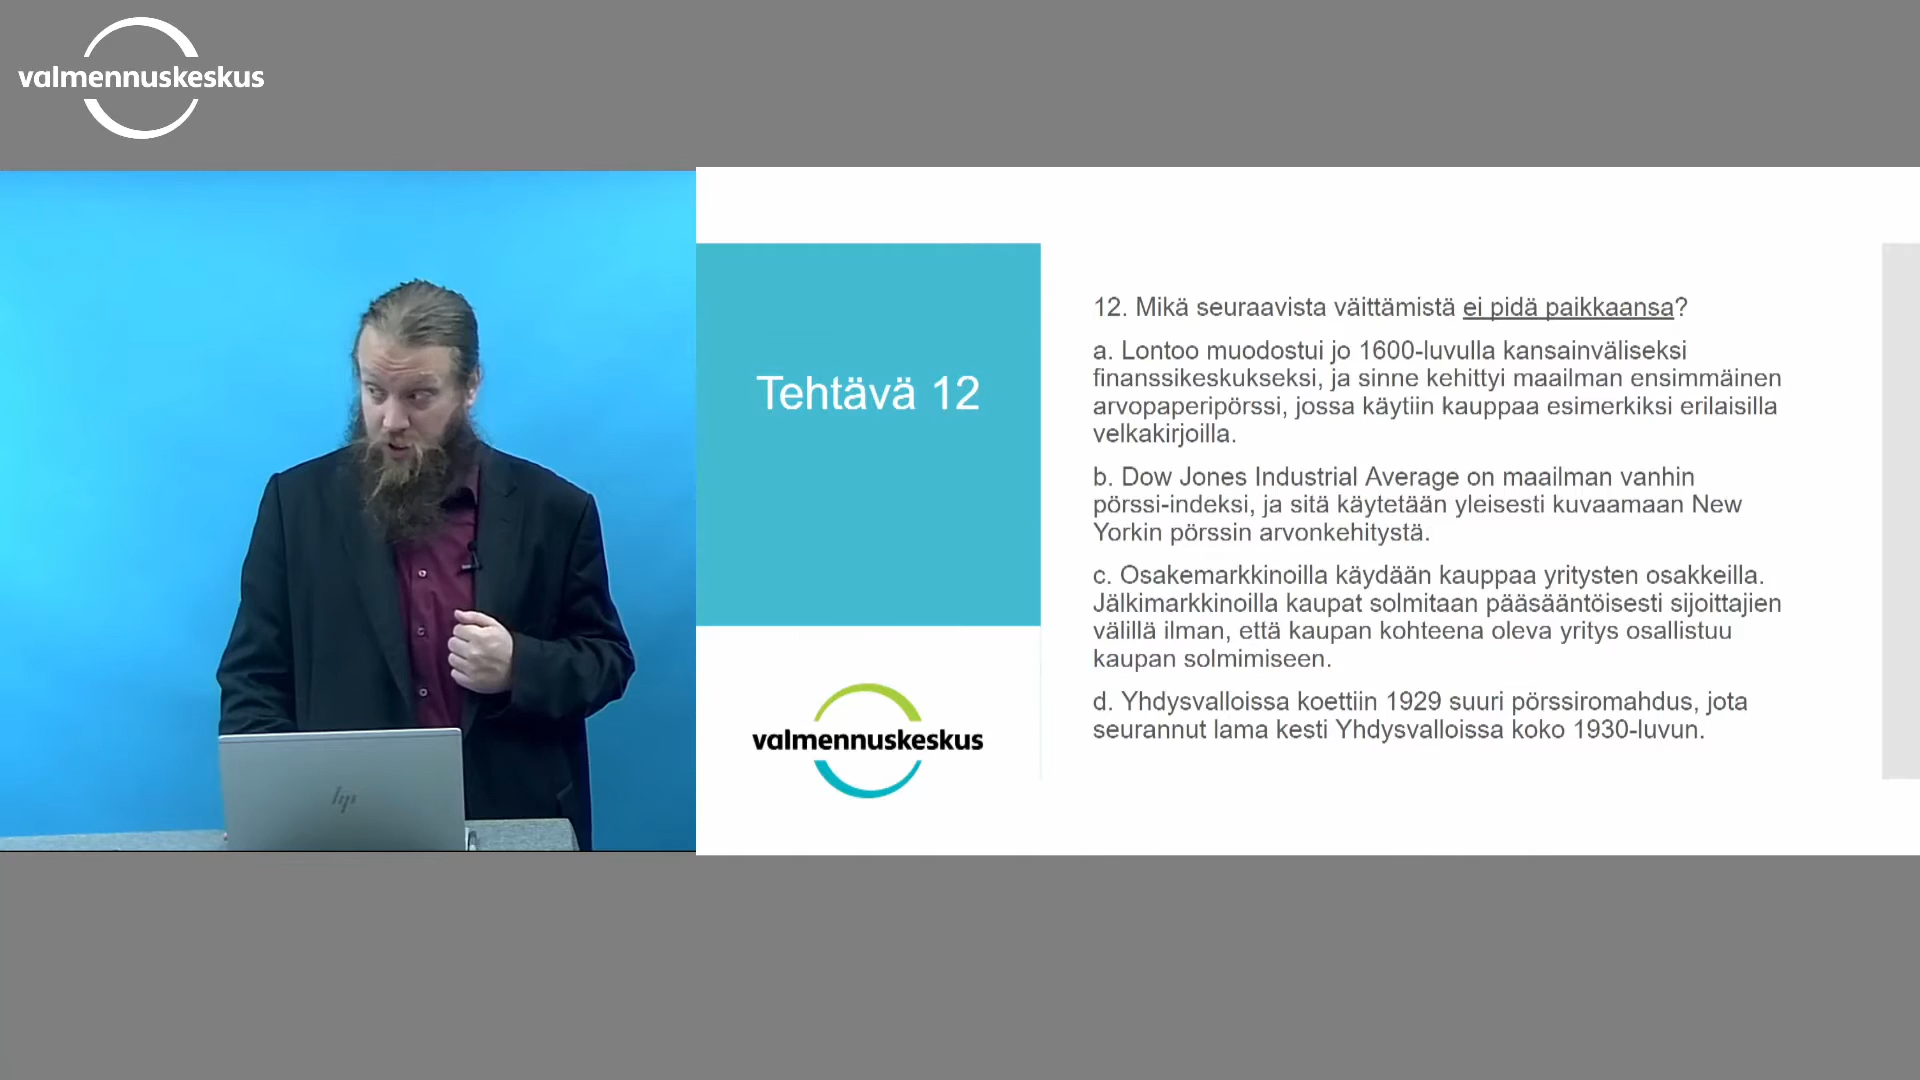 valmennuskeskus
Tehtävä 12
valmennuskeskus
12. Mikä seuraavista väittämistä ei pidä paikkaansa?
a. Lontoo muodostui jo 1600-luvulla kansainväliseksi
finanssikeskukseksi, ja sinne kehittyi maailman ensimmäinen
arvopaperipörssi, jossa käytiin kauppaa esimerkiksi erilaisilla
velkakirjoilla.
b. Dow Jones Industrial Average on maailman vanhin
pörssi-indeksi, ja sitä käytetään yleisesti kuvaamaan New
Yorkin pörssin arvonkehitystä.
c. Osakemarkkinoilla käydään kauppaa yritysten osakkeilla.
Jälkimarkkinoilla kaupat solmitaan pääsääntöisesti sijoittajien
välillä ilman, että kaupan kohteena oleva yritys osallistuu
kaupan solmimiseen.
d. Yhdysvalloissa koettiin 1929 suuri pörssiromahdus, jota
seurannut lama kesti Yhdysvalloissa koko 1930-luvun.
hp